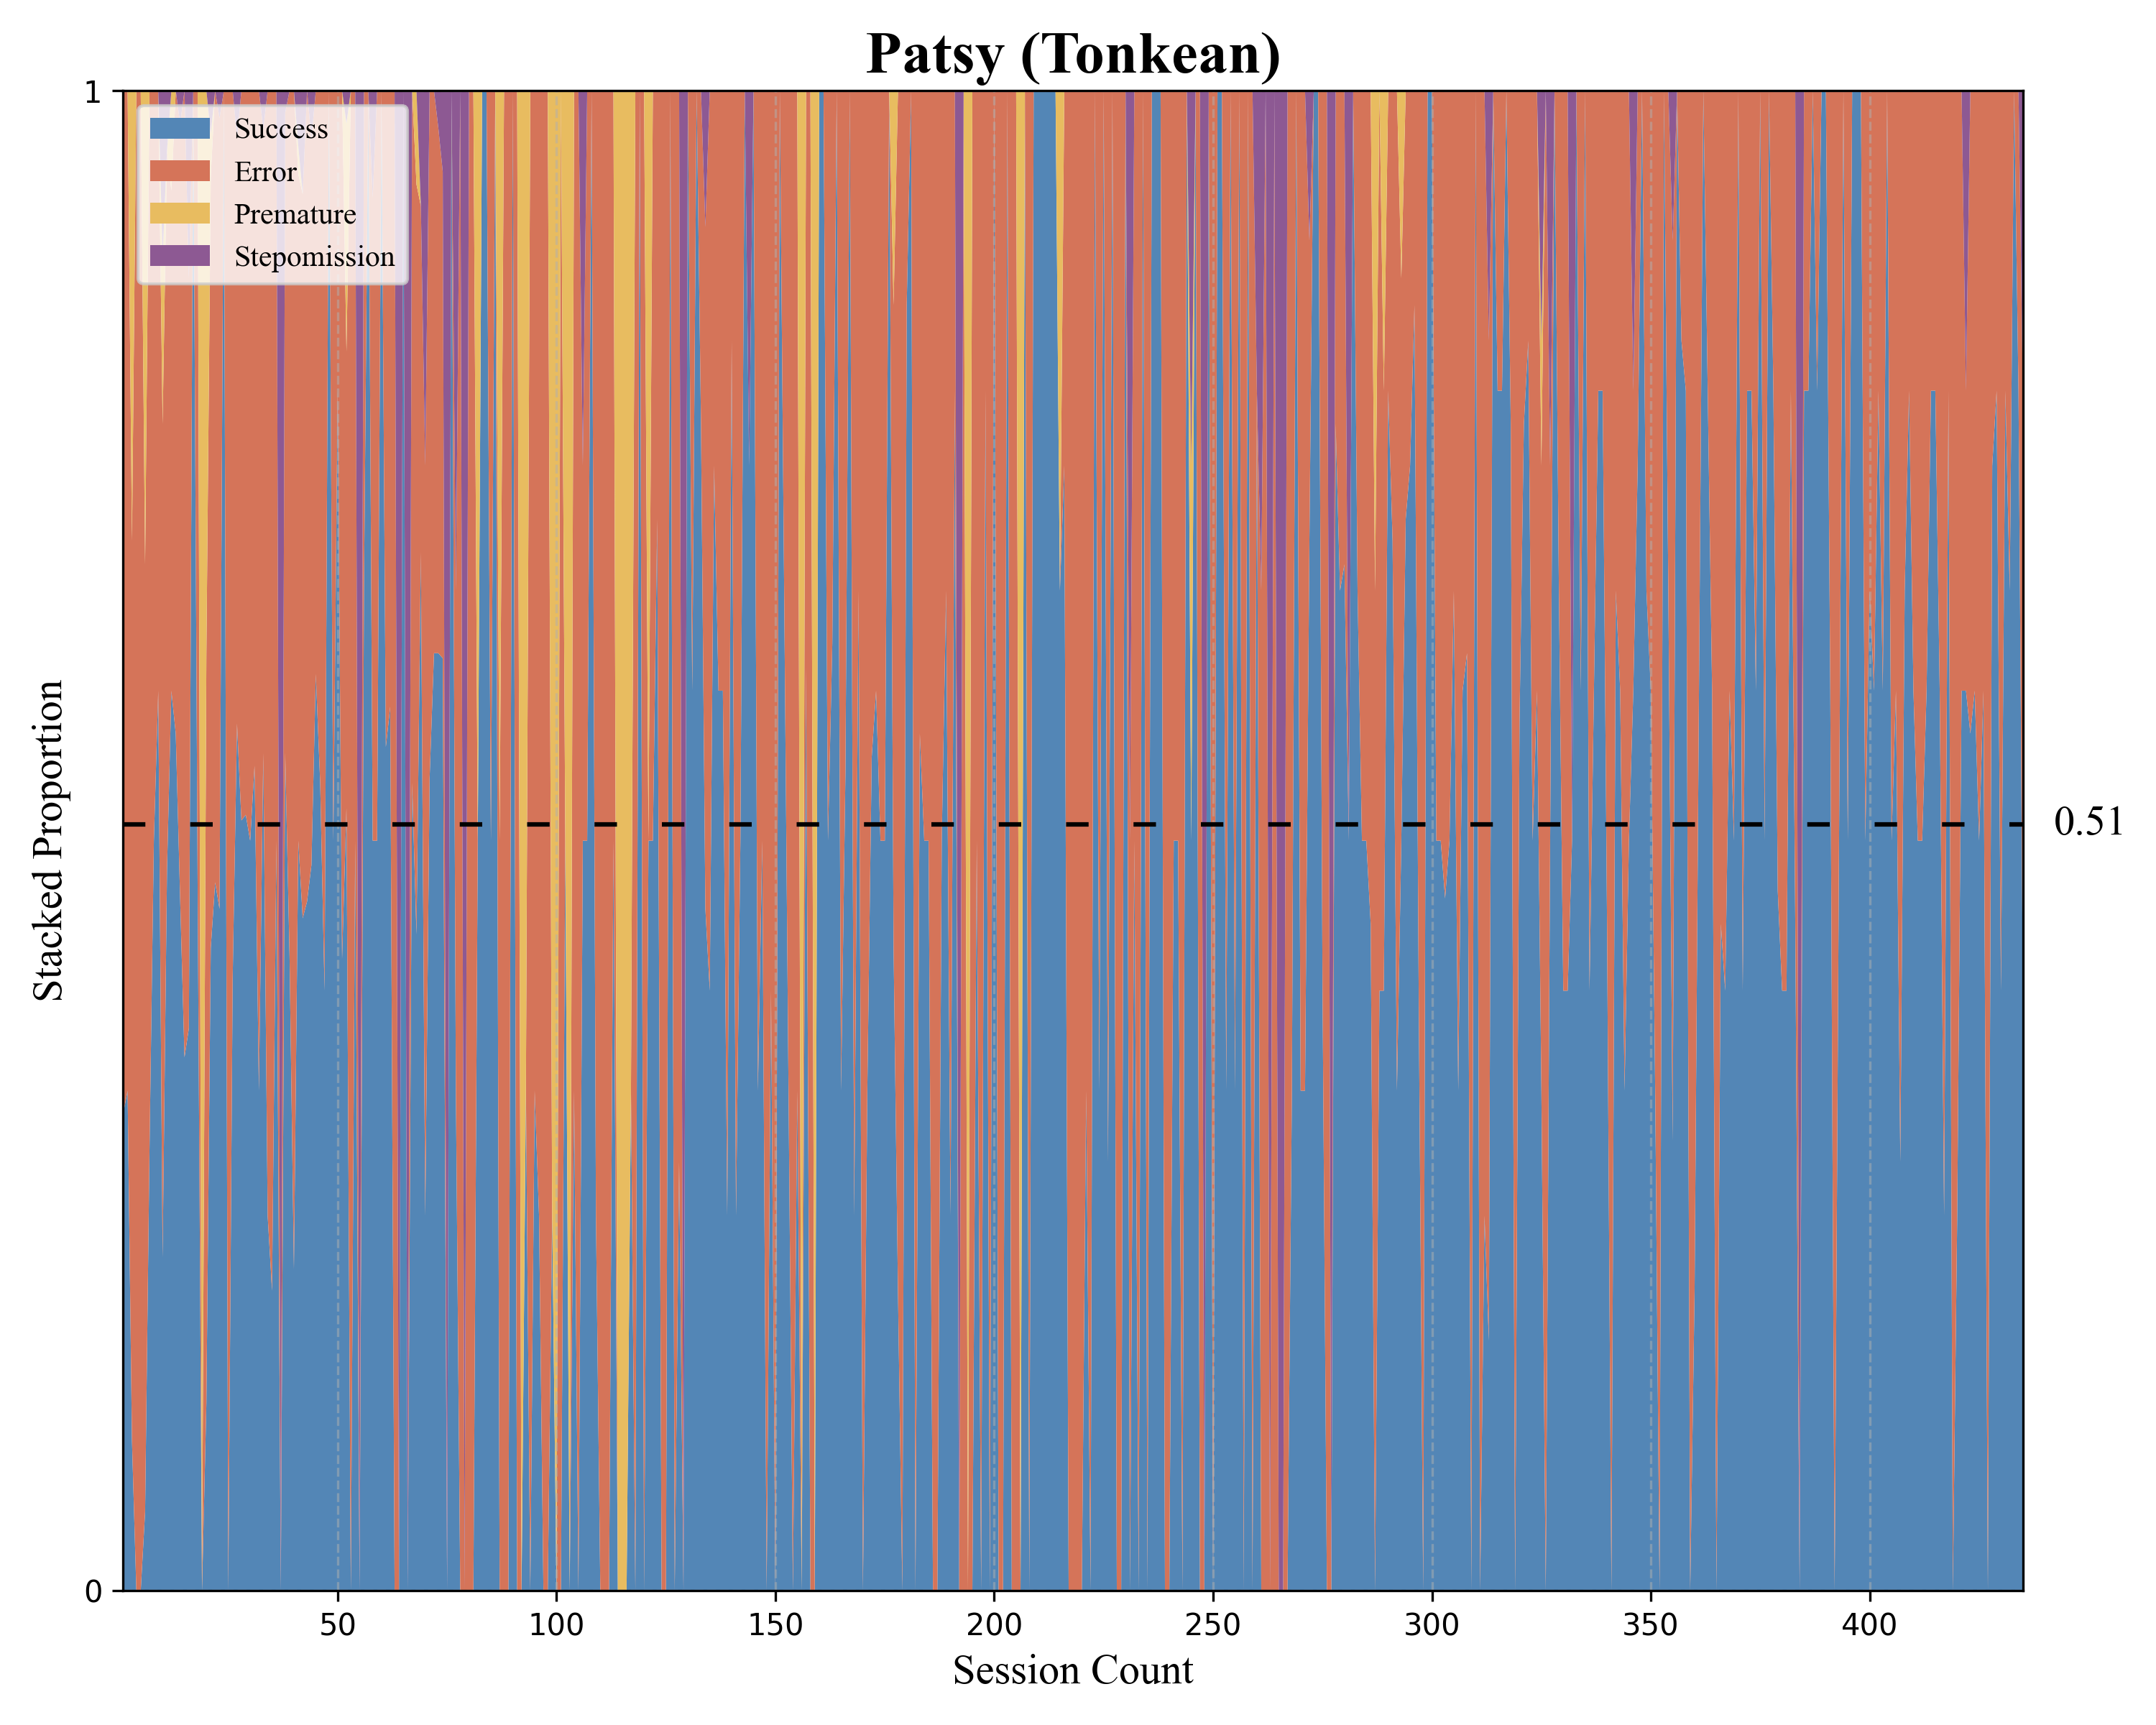 Patsy (Tonkean)
1
Success
Error
Premature
Stepomission
Stacked Proportion
0.51
0
50 100 150 200 250 300 350 400
Session Count